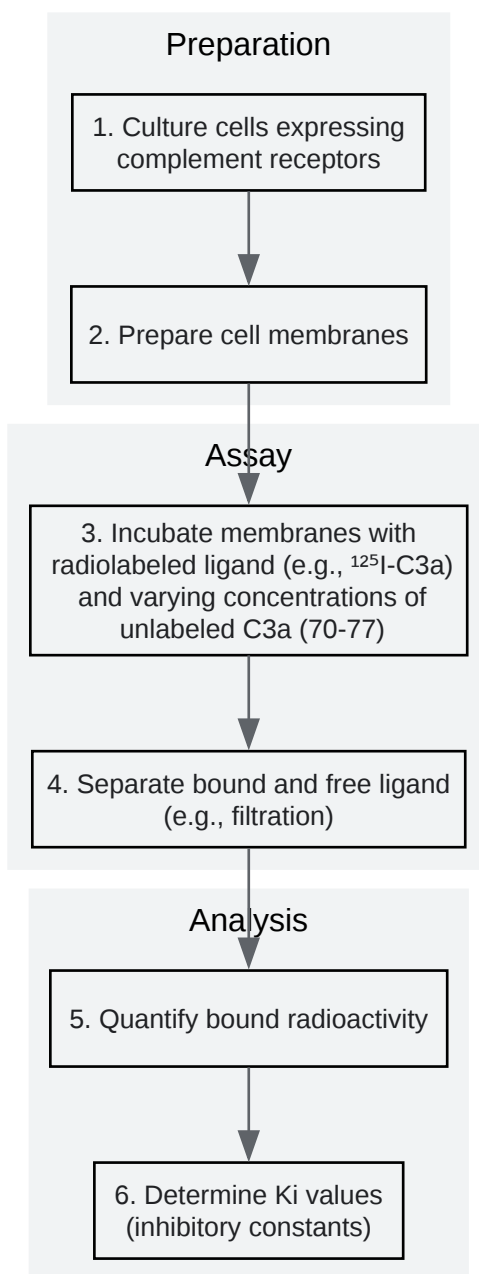 Preparation
1. Culture cells expressing
complement receptors
2. Prepare cell membranes
Assay
3. Incubate membranes with
radiolabeled ligand (e.g., ¹²⁵I-C3a)
and varying concentrations of
unlabeled C3a (70-77)
4. Separate bound and free ligand
(e.g., filtration)
Analysis
5. Quantify bound radioactivity
6. Determine Ki values
(inhibitory constants)